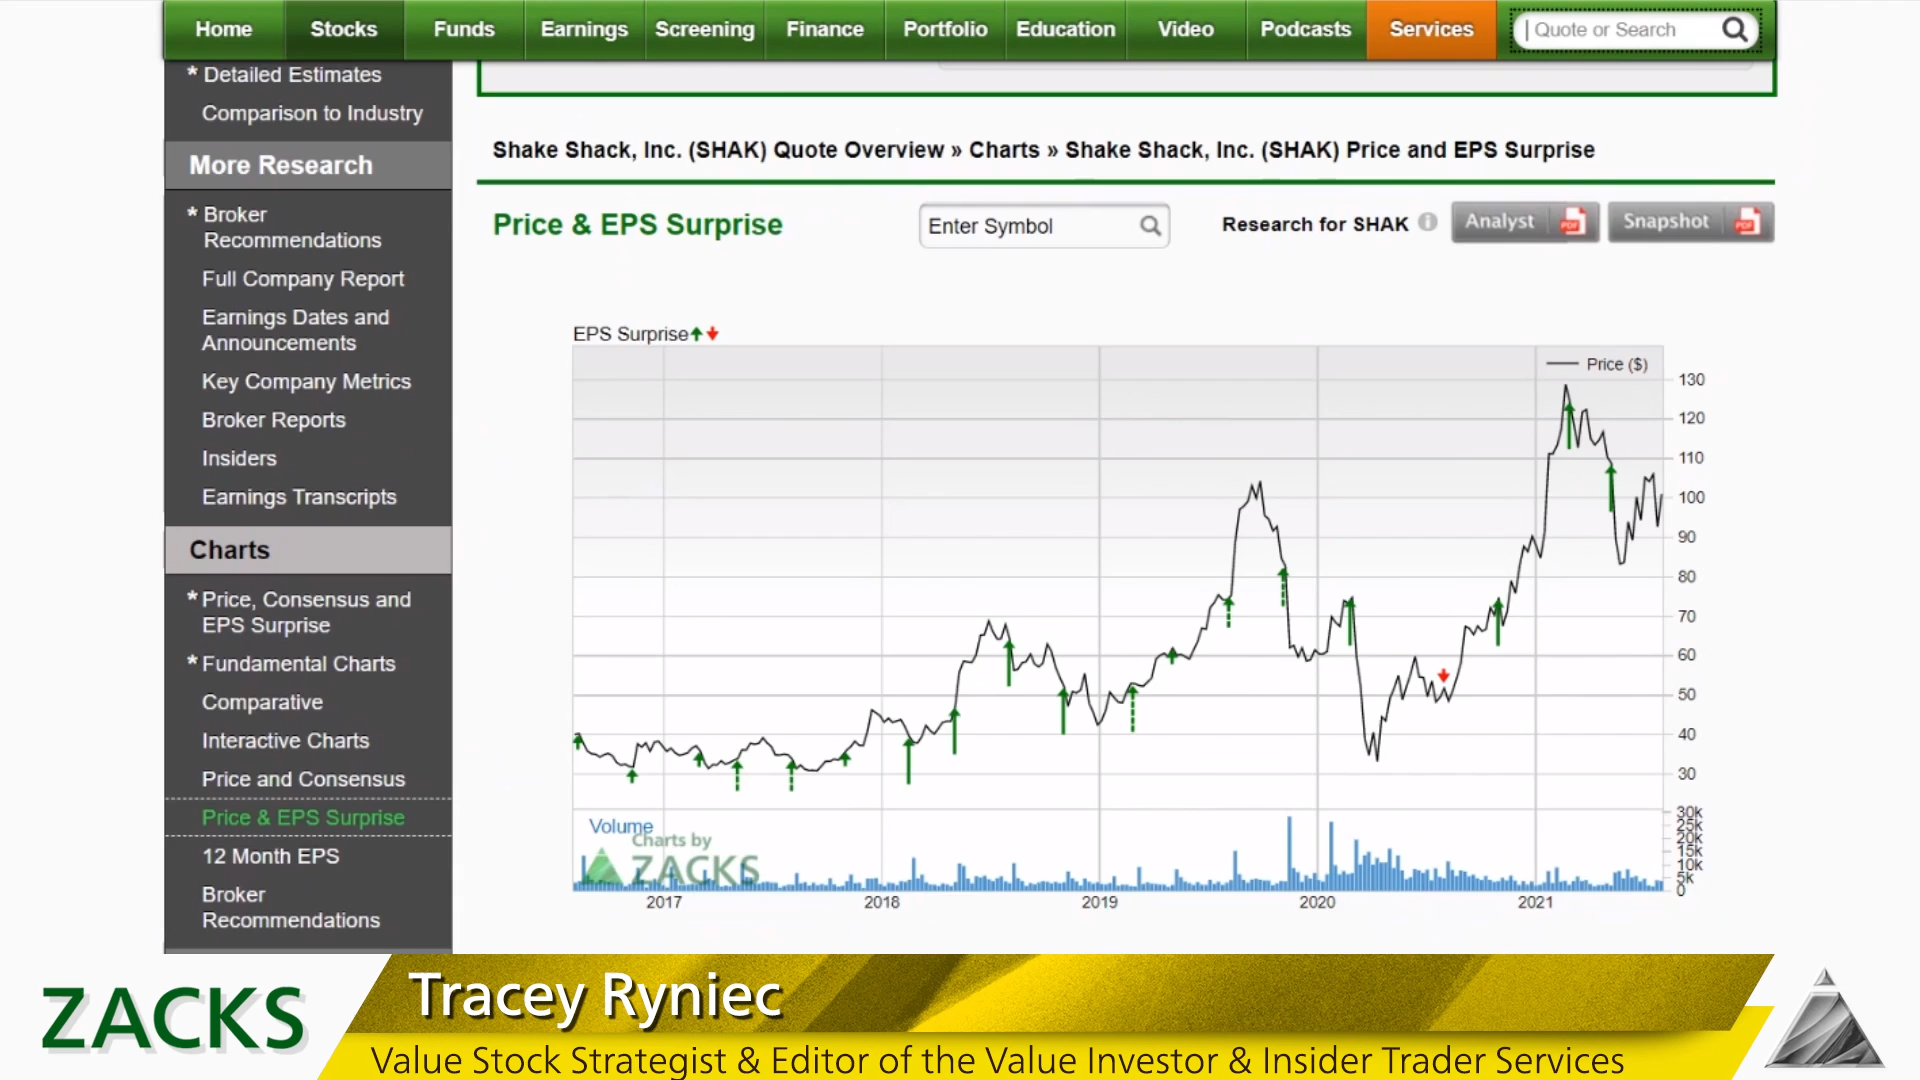 Home Stocks Funds Earnings Screening Finance Portfolio Education Video Podcasts Services Quote or Search
* Detailed Estimates
Comparison to Industry
More Research
* Broker
Recommendations
Full Company Report
Earnings Dates and
Announcements
Key Company Metrics
Broker Reports
Insiders
Earnings Transcripts
Charts
* Price, Consensus and
EPS Surprise
* Fundamental Charts
Comparative
Interactive Charts
Price and Consensus
Price & EPS Surprise
12 Month EPS
Broker
Recommendations
Shake Shack, Inc. (SHAK) Quote Overview » Charts » Shake Shack, Inc. (SHAK) Price and EPS Surprise
Price & EPS Surprise
Enter Symbol
Research for SHAK
Analyst
PDF
Snapshot
PDF
EPS Surprise
Price ($)
130
120
110
100
90
80
70
60
50
40
30
30k
25k
20k
15k
10k
5k
0
Volume
Charts by
ZACKS
2017 2018 2019 2020 2021
ZACKS
Tracey Ryniec
Value Stock Strategist & Editor of the Value Investor & Insider Trader Services